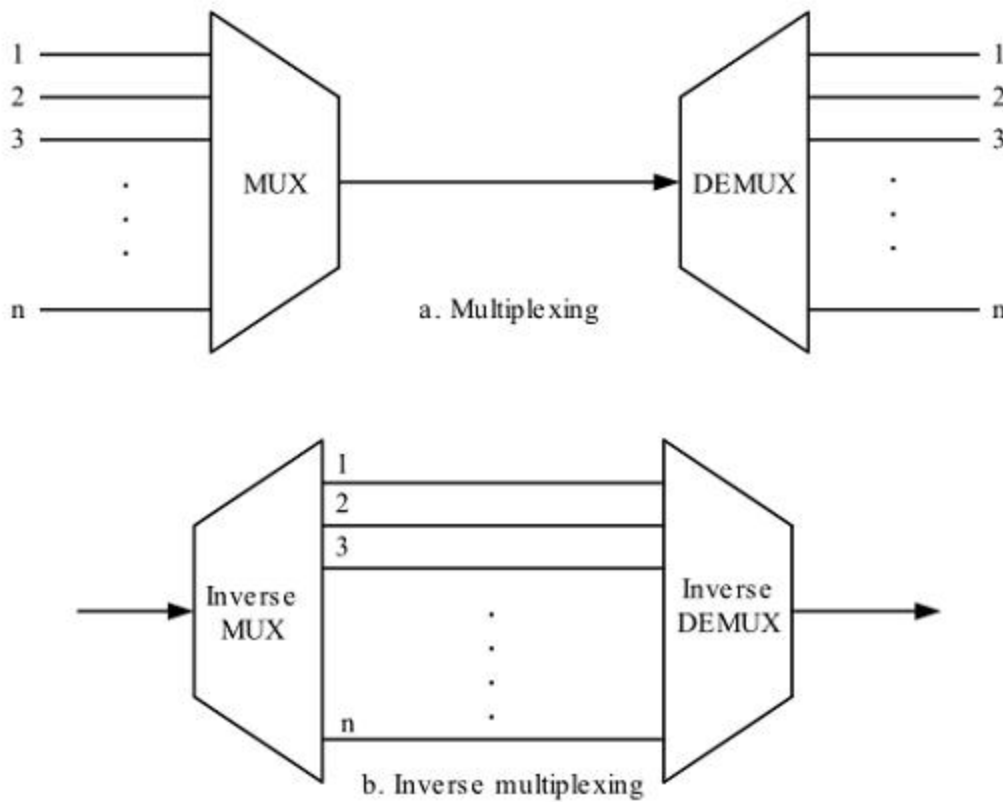 1
2
3
n
MUX
DEMUX
1
2
3
n
a. Multiplexing
1
2
3
n
Inverse
MUX
Inverse
DEMUX
b. Inverse multiplexing